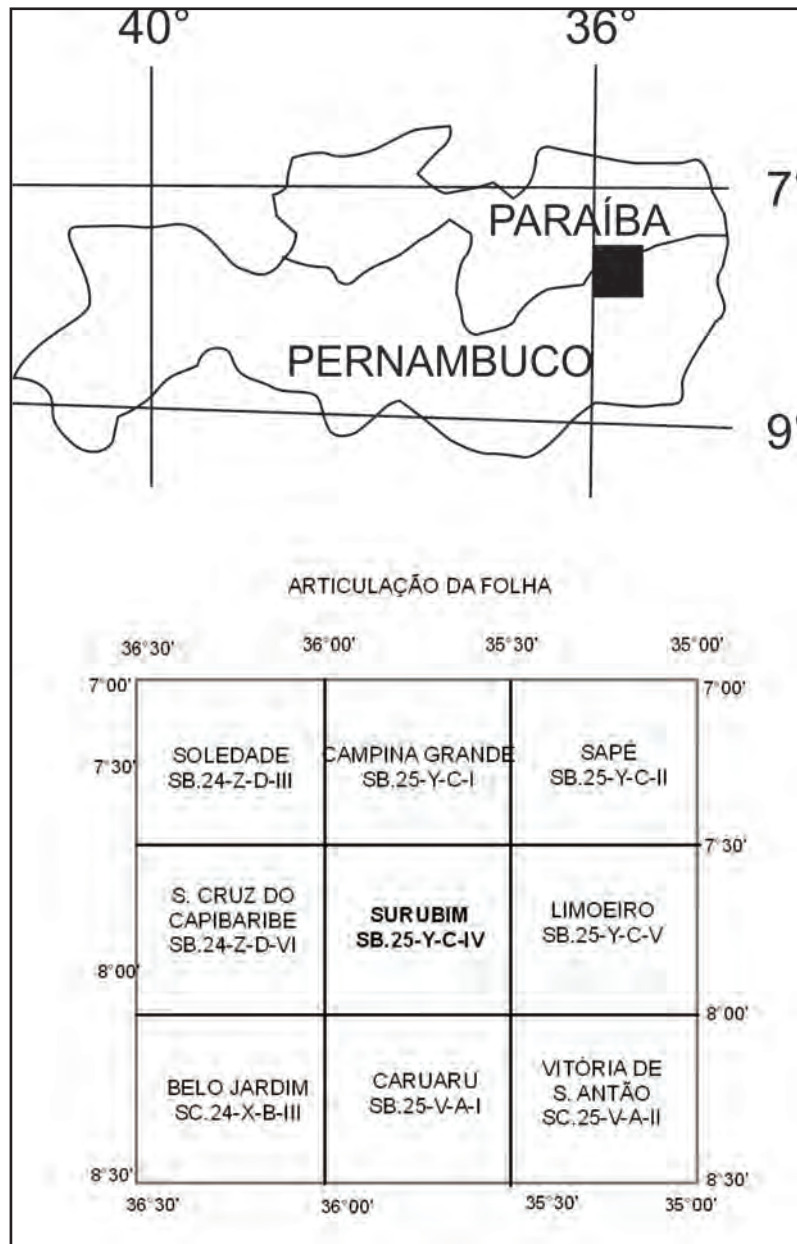 40° 36°
7°
PARAÍBA
PERNAMBUCO
9°
ARTICULAÇÃO DA FOLHA
36°30' 36°00' 35°30' 35°00'
7°00' 7°00'
SOLEDADE CAMPINA GRANDE SAPÉ
7°30' SB.24-Z-D-III SB.25-Y-C-I SB.25-Y-C-II
7°30'
S. CRUZ DO
CAPIBARIBE SURUBIM LIMOEIRO
SB.24-Z-D-VI SB.25-Y-C-IV SB.25-Y-C-V
8°00'
8°00'
BELO JARDIM CARUARU VITÓRIA DE
SC.24-X-B-III SB.25-V-A-I S. ANTÃO
SC.25-V-A-II
8°30' 8°30'
36°30' 36°00' 35°30' 35°00'